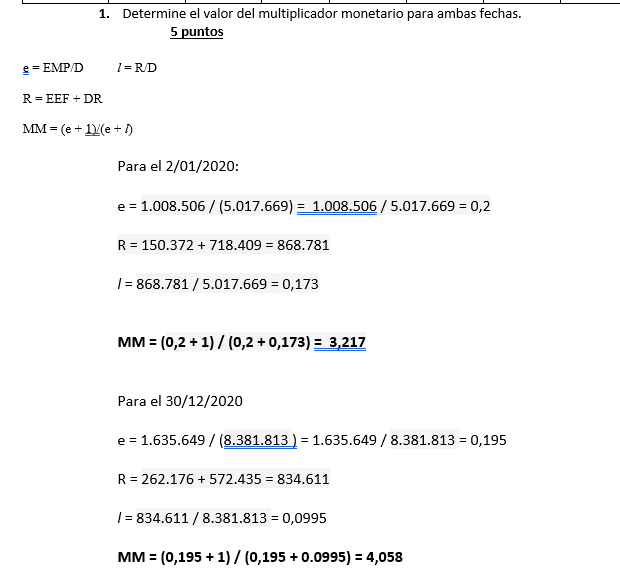 1. Determine el valor del multiplicador monetario para ambas fechas.
5 puntos
e = EMP/D l = R/D
R = EEF + DR
MM = (e + 1)/(e + l)
Para el 2/01/2020:
e = 1.008.506 / (5.017.669) = 1.008.506 / 5.017.669 = 0,2
R = 150.372 + 718.409 = 868.781
l = 868.781 / 5.017.669 = 0,173
MM = (0,2 + 1) / (0,2 + 0,173) = 3,217
Para el 30/12/2020
e = 1.635.649 / (8.381.813 ) = 1.635.649 / 8.381.813 = 0,195
R = 262.176 + 572.435 = 834.611
l = 834.611 / 8.381.813 = 0,0995
MM = (0,195 + 1) / (0,195 + 0.0995) = 4,058